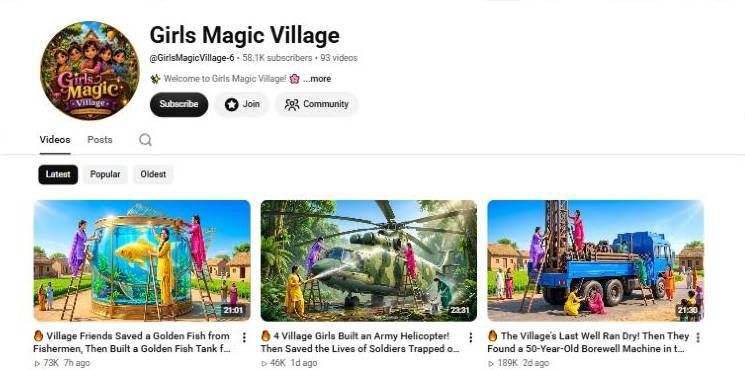 Girls Magic Village
Girls
Magic
Village
@GirlsMagicVillage-6 • 58.1K subscribers • 93 videos
✨ Welcome to Girls Magic Village! 🌸 ...more
Subscribe
Join
Community
Videos Posts
Latest Popular Oldest
21:01
23:31
21:30
🔥 Village Friends Saved a Golden Fish from
Fishermen, Then Built a Golden Fish Tank f...
73K 7h ago
🔥 4 Village Girls Built an Army Helicopter!
Then Saved the Lives of Soldiers Trapped o...
46K 1d ago
🔥 The Village's Last Well Ran Dry! Then They
Found a 50-Year-Old Borewell Machine in t...
189K 2d ago